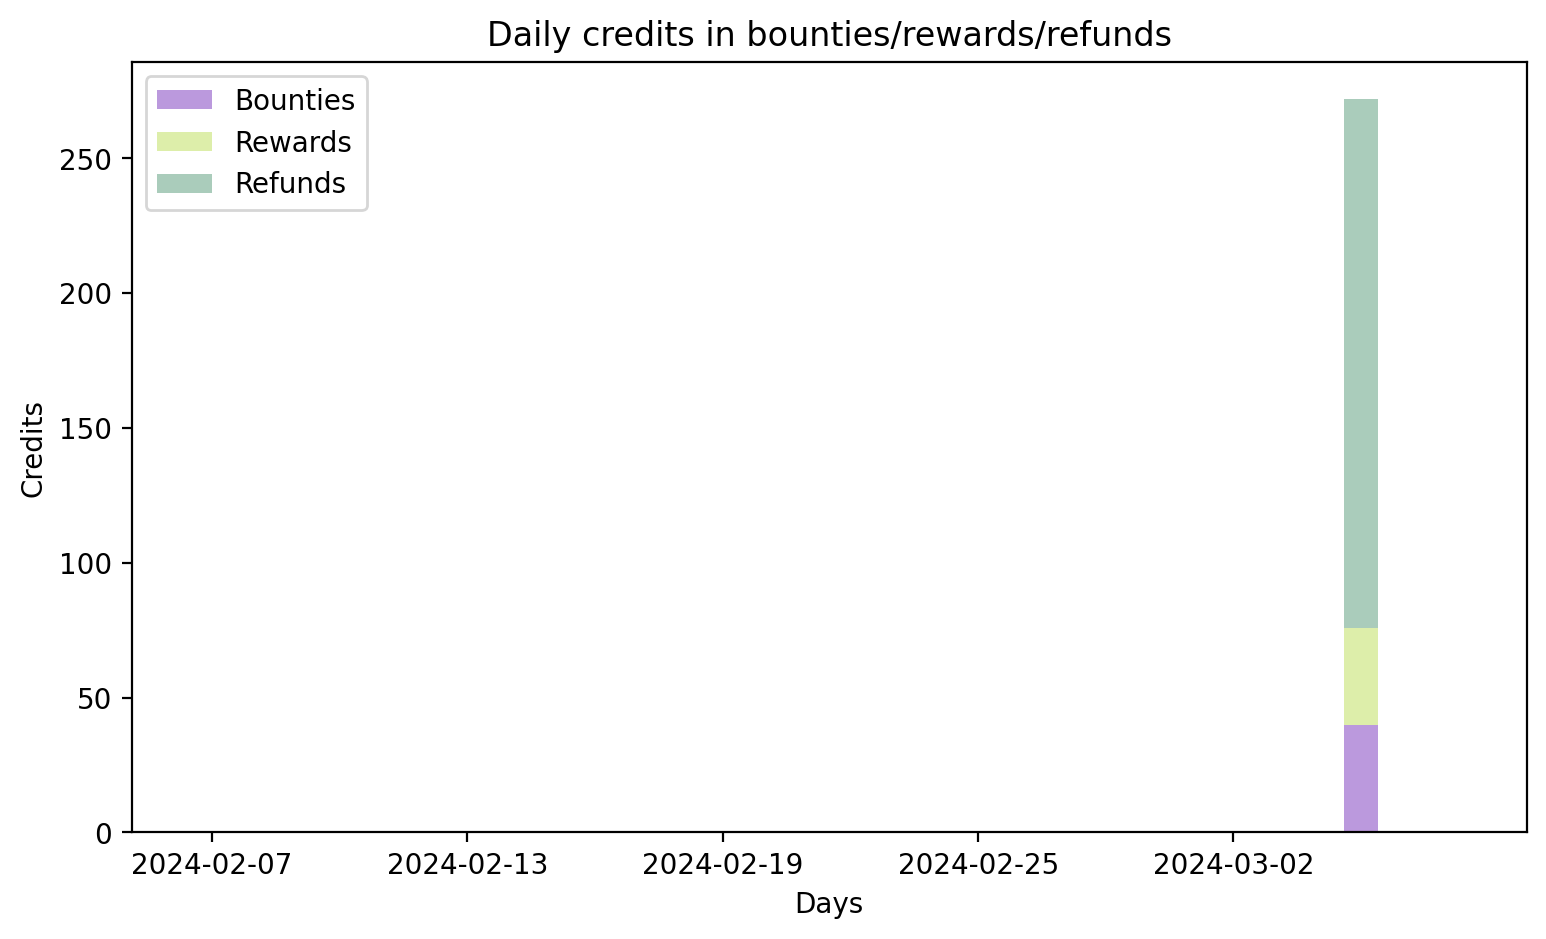 Daily credits in bounties/rewards/refunds
Bounties
Rewards
Refunds
250
200
150
100
50
0
Credits
2024-02-07
2024-02-13
2024-02-19
2024-02-25
2024-03-02
Days